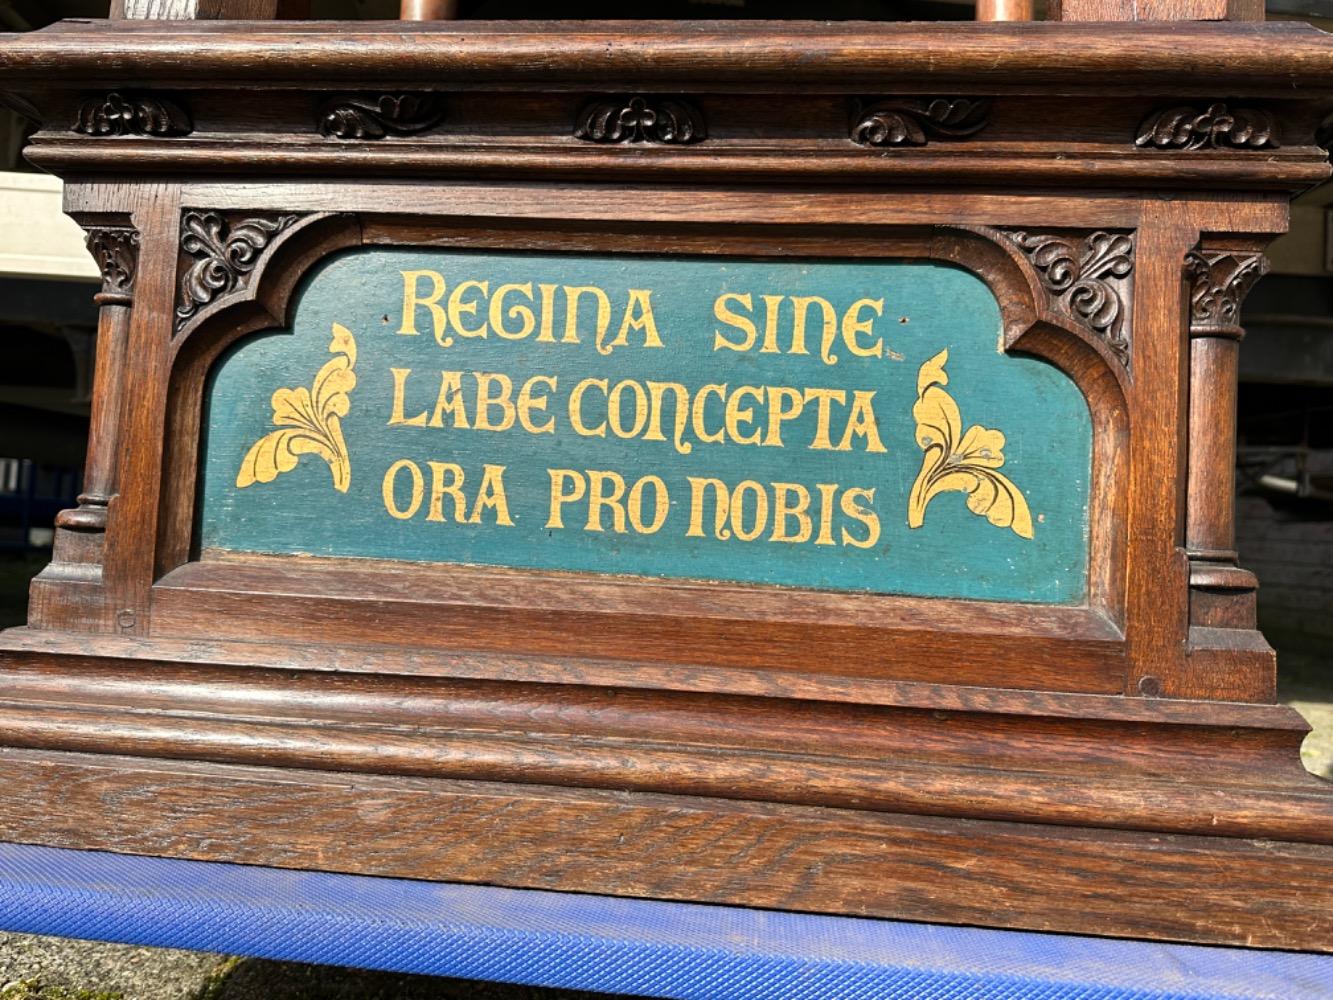 REGINA SINE
LABE CONCEPTA
ORA PRO NOBIS